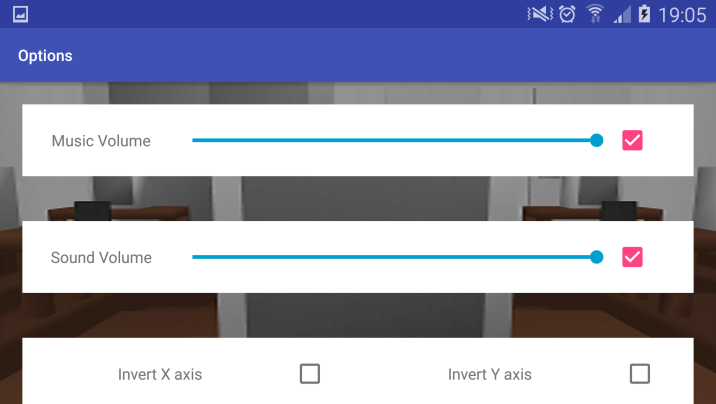 19:05
Options
Music Volume
Sound Volume
Invert X axis Invert Y axis